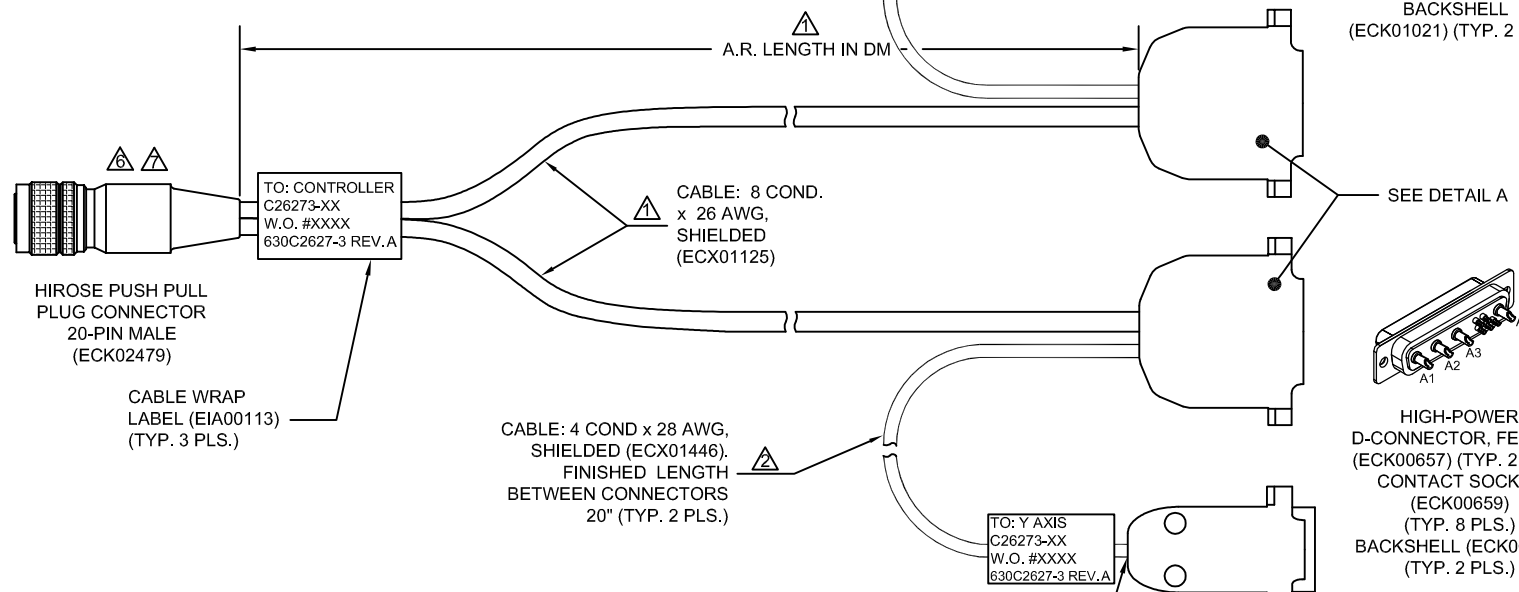 BACKSHELL
(ECK01021) (TYP. 2
1
A.R. LENGTH IN DM
6 7
TO: CONTROLLER
C26273-XX
W.O. #XXXX
630C2627-3 REV.A
1
CABLE: 8 COND.
x 26 AWG,
SHIELDED
(ECX01125)
SEE DETAIL A
HIROSE PUSH PULL
PLUG CONNECTOR
20-PIN MALE
(ECK02479)
CABLE WRAP
LABEL (EIA00113)
(TYP. 3 PLS.)
A1 A2 A3
CABLE: 4 COND x 28 AWG,
SHIELDED (ECX01446).
FINISHED LENGTH
BETWEEN CONNECTORS
20" (TYP. 2 PLS.)
2
HIGH-POWER
D-CONNECTOR, FE
(ECK00657) (TYP. 2
CONTACT SOCK
(ECK00659)
(TYP. 8 PLS.)
BACKSHELL (ECK0
(TYP. 2 PLS.)
TO: Y AXIS
C26273-XX
W.O. #XXXX
630C2627-3 REV.A